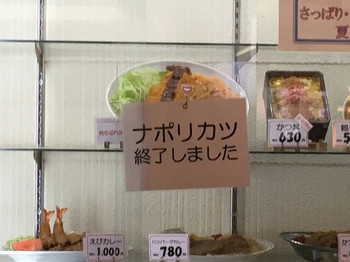 さっぱり・
夏
ナポリカツ
終了しました
かつ丼
630
えびカレー
1,000
ハンバーグカレー
780